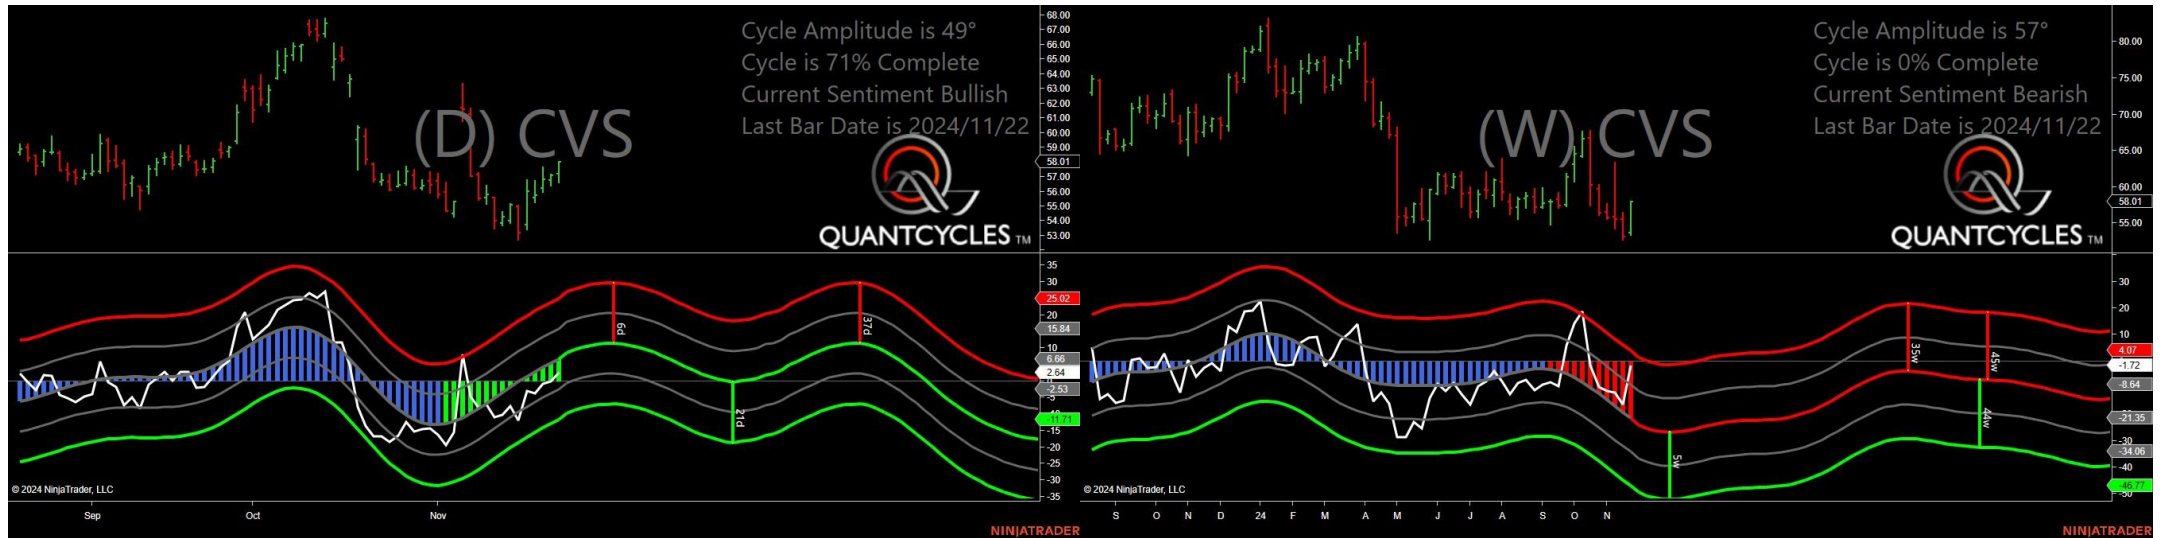 Cycle Amplitude is 49°
Cycle is 71% Complete
Current Sentiment Bullish
Last Bar Date is 2024/11/22
(D) CVS
QUANTCYCLES TM
68.00
67.00
66.00
65.00
64.00
63.00
62.00
61.00
60.00
59.00
58.01
57.00
56.00
55.00
54.00
53.00
35
30
25.02
15.84
10
6.66
2.64
-2.53
-11.71
-15
-20
-25
-30
-35
6d
21d
37d
© 2024 NinjaTrader, LLC
Sep
Oct
Nov
NINJATRADER
Cycle Amplitude is 57°
Cycle is 0% Complete
Current Sentiment Bearish
Last Bar Date is 2024/11/22
(W) CVS
QUANTCYCLES TM
80.00
75.00
70.00
65.00
60.00
58.01
55.00
30
20
10
4.07
-1.72
-8.64
-21.35
-30
-34.06
-40
-46.77
-50
5w
35w
44w
45w
© 2024 NinjaTrader, LLC
S O N D 24 F M A M J J A S O N
NINJATRADER